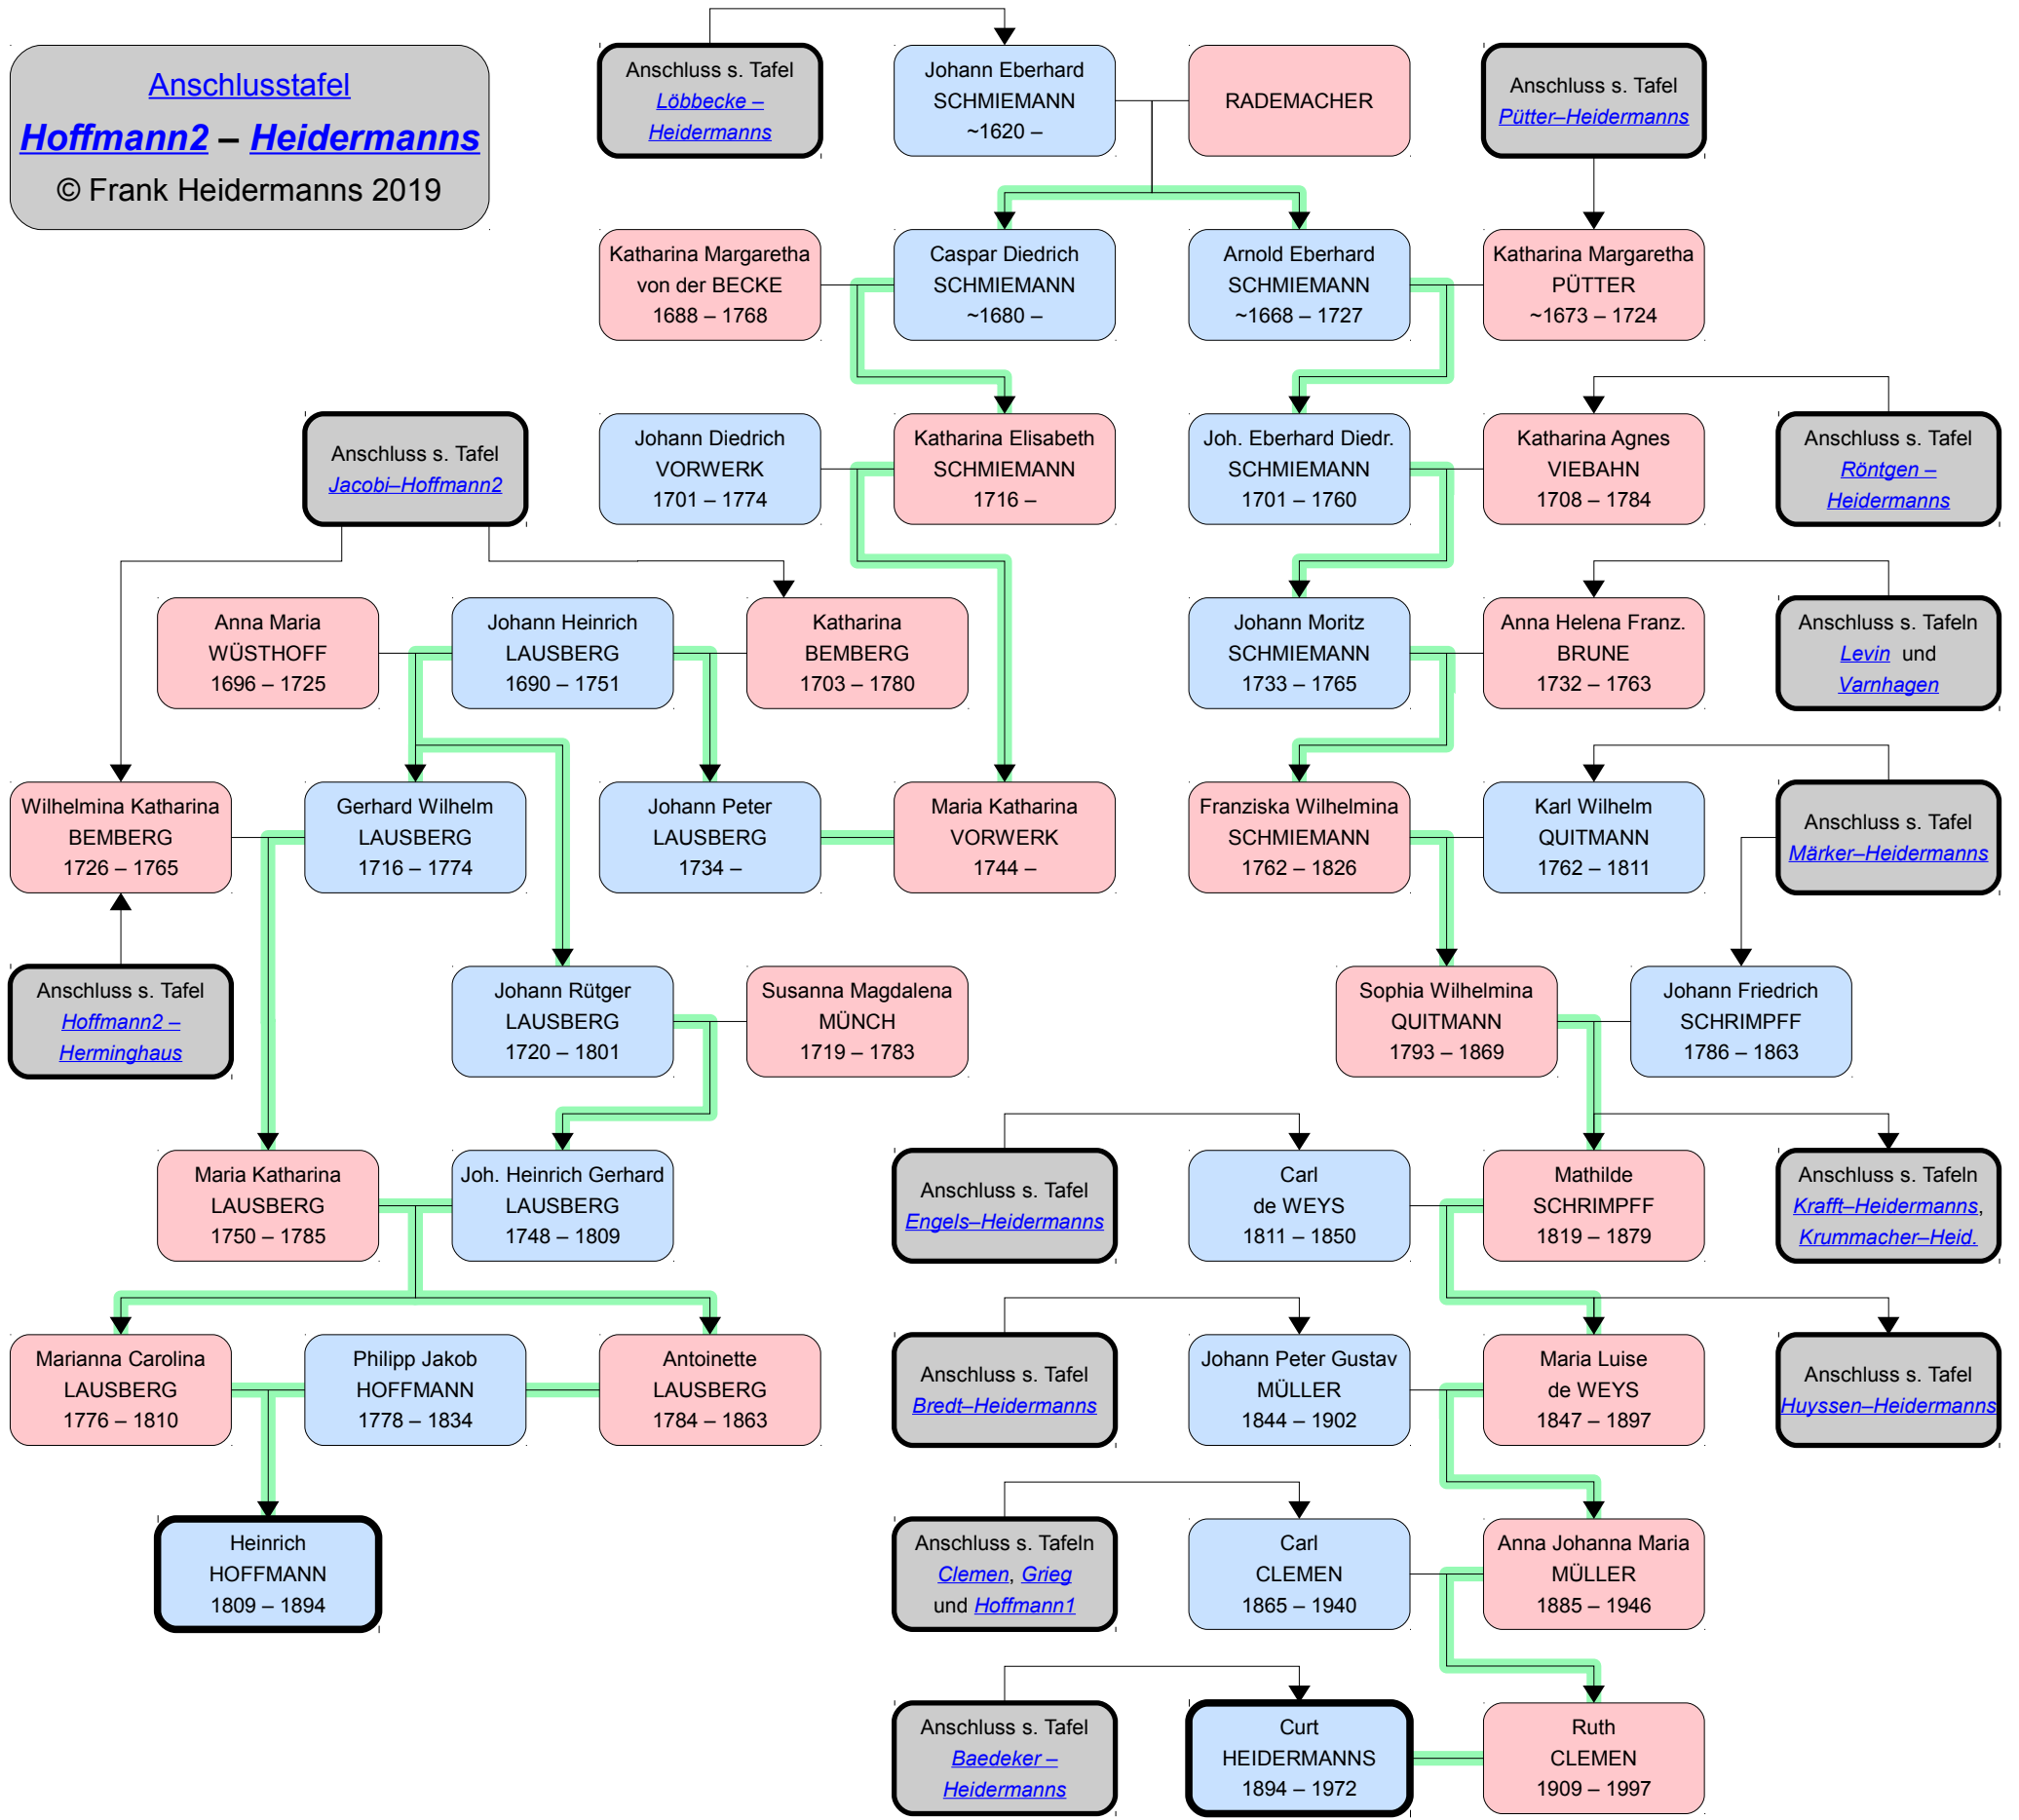 Anschlusstafel
Hoffmann2 – Heidermanns
© Frank Heidermanns 2019
Anschluss s. Tafel
Löbbecke –
Heidermanns
Johann Eberhard
SCHMIEMANN
~1620 –
RADEMACHER
Anschluss s. Tafel
Pütter–Heidermanns
Katharina Margaretha
von der BECKE
1688 – 1768
Caspar Diedrich
SCHMIEMANN
~1680 –
Arnold Eberhard
SCHMIEMANN
~1668 – 1727
Katharina Margaretha
PÜTTER
~1673 – 1724
Anschluss s. Tafel
Jacobi–Hoffmann2
Johann Diedrich
VORWERK
1701 – 1774
Katharina Elisabeth
SCHMIEMANN
1716 –
Joh. Eberhard Diedr.
SCHMIEMANN
1701 – 1760
Katharina Agnes
VIEBAHN
1708 – 1784
Anschluss s. Tafel
Röntgen –
Heidermanns
Anna Maria
WÜSTHOFF
1696 – 1725
Johann Heinrich
LAUSBERG
1690 – 1751
Katharina
BEMBERG
1703 – 1780
Johann Moritz
SCHMIEMANN
1733 – 1765
Anna Helena Franz.
BRUNE
1732 – 1763
Anschluss s. Tafeln
Levin und
Varnhagen
Wilhelmina Katharina
BEMBERG
1726 – 1765
Gerhard Wilhelm
LAUSBERG
1716 – 1774
Johann Peter
LAUSBERG
1734 –
Maria Katharina
VORWERK
1744 –
Franziska Wilhelmina
SCHMIEMANN
1762 – 1826
Karl Wilhelm
QUITMANN
1762 – 1811
Anschluss s. Tafel
Märker–Heidermanns
Anschluss s. Tafel
Hoffmann2 –
Herminghaus
Johann Rütger
LAUSBERG
1720 – 1801
Susanna Magdalena
MÜNCH
1719 – 1783
Sophia Wilhelmina
QUITMANN
1793 – 1869
Johann Friedrich
SCHRIMPFF
1786 – 1863
Maria Katharina
LAUSBERG
1750 – 1785
Joh. Heinrich Gerhard
LAUSBERG
1748 – 1809
Anschluss s. Tafel
Engels–Heidermanns
Carl
de WEYS
1811 – 1850
Mathilde
SCHRIMPFF
1819 – 1879
Anschluss s. Tafeln
Krafft–Heidermanns,
Krummacher–Heid.
Marianna Carolina
LAUSBERG
1776 – 1810
Philipp Jakob
HOFFMANN
1778 – 1834
Antoinette
LAUSBERG
1784 – 1863
Anschluss s. Tafel
Bredt–Heidermanns
Johann Peter Gustav
MÜLLER
1844 – 1902
Maria Luise
de WEYS
1847 – 1897
Anschluss s. Tafel
Huyssen–Heidermanns
Heinrich
HOFFMANN
1809 – 1894
Anschluss s. Tafeln
Clemen, Grieg
und Hoffmann1
Carl
CLEMEN
1865 – 1940
Anna Johanna Maria
MÜLLER
1885 – 1946
Anschluss s. Tafel
Baedeker –
Heidermanns
Curt
HEIDERMANNS
1894 – 1972
Ruth
CLEMEN
1909 – 1997